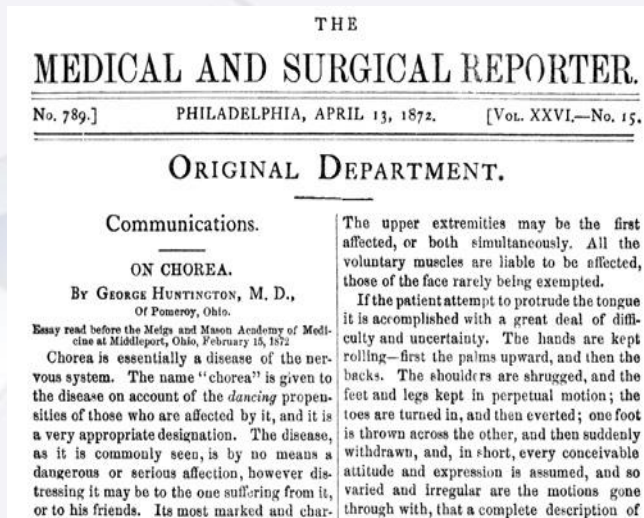 THE
MEDICAL AND SURGICAL REPORTER.
No. 789.] PHILADELPHIA, APRIL 13, 1872. [VOL. XXVI.—No. 15.
ORIGINAL DEPARTMENT.
Communications.
ON CHOREA.
BY GEORGE HUNTINGTON, M. D.,
Of Pomeroy, Ohio.
Essay read before the Meigs and Mason Academy of Medi-
cine at Middleport, Ohio, February 15, 1872
Chorea is essentially a disease of the ner-
vous system. The name "chorea" is given to
the disease on account of the dancing propen-
sities of those who are affected by it, and it is
a very appropriate designation. The disease,
as it is commonly seen, is by no means a
dangerous or serious affection, however dis-
tressing it may be to the one suffering from it,
or to his friends. Its most marked and char-
The upper extremities may be the first
affected, or both simultaneously. All the
voluntary muscles are liable to be affected,
those of the face rarely being exempted.
If the patient attempt to protrude the tongue
it is accomplished with a great deal of diffi-
culty and uncertainty. The hands are kept
rolling—first the palms upward, and then the
backs. The shoulders are shrugged, and the
feet and legs kept in perpetual motion; the
toes are turned in, and then everted; one foot
is thrown across the other, and then suddenly
withdrawn, and, in short, every conceivable
attitude and expression is assumed, and so
varied and irregular are the motions gone
through with, that a complete description of